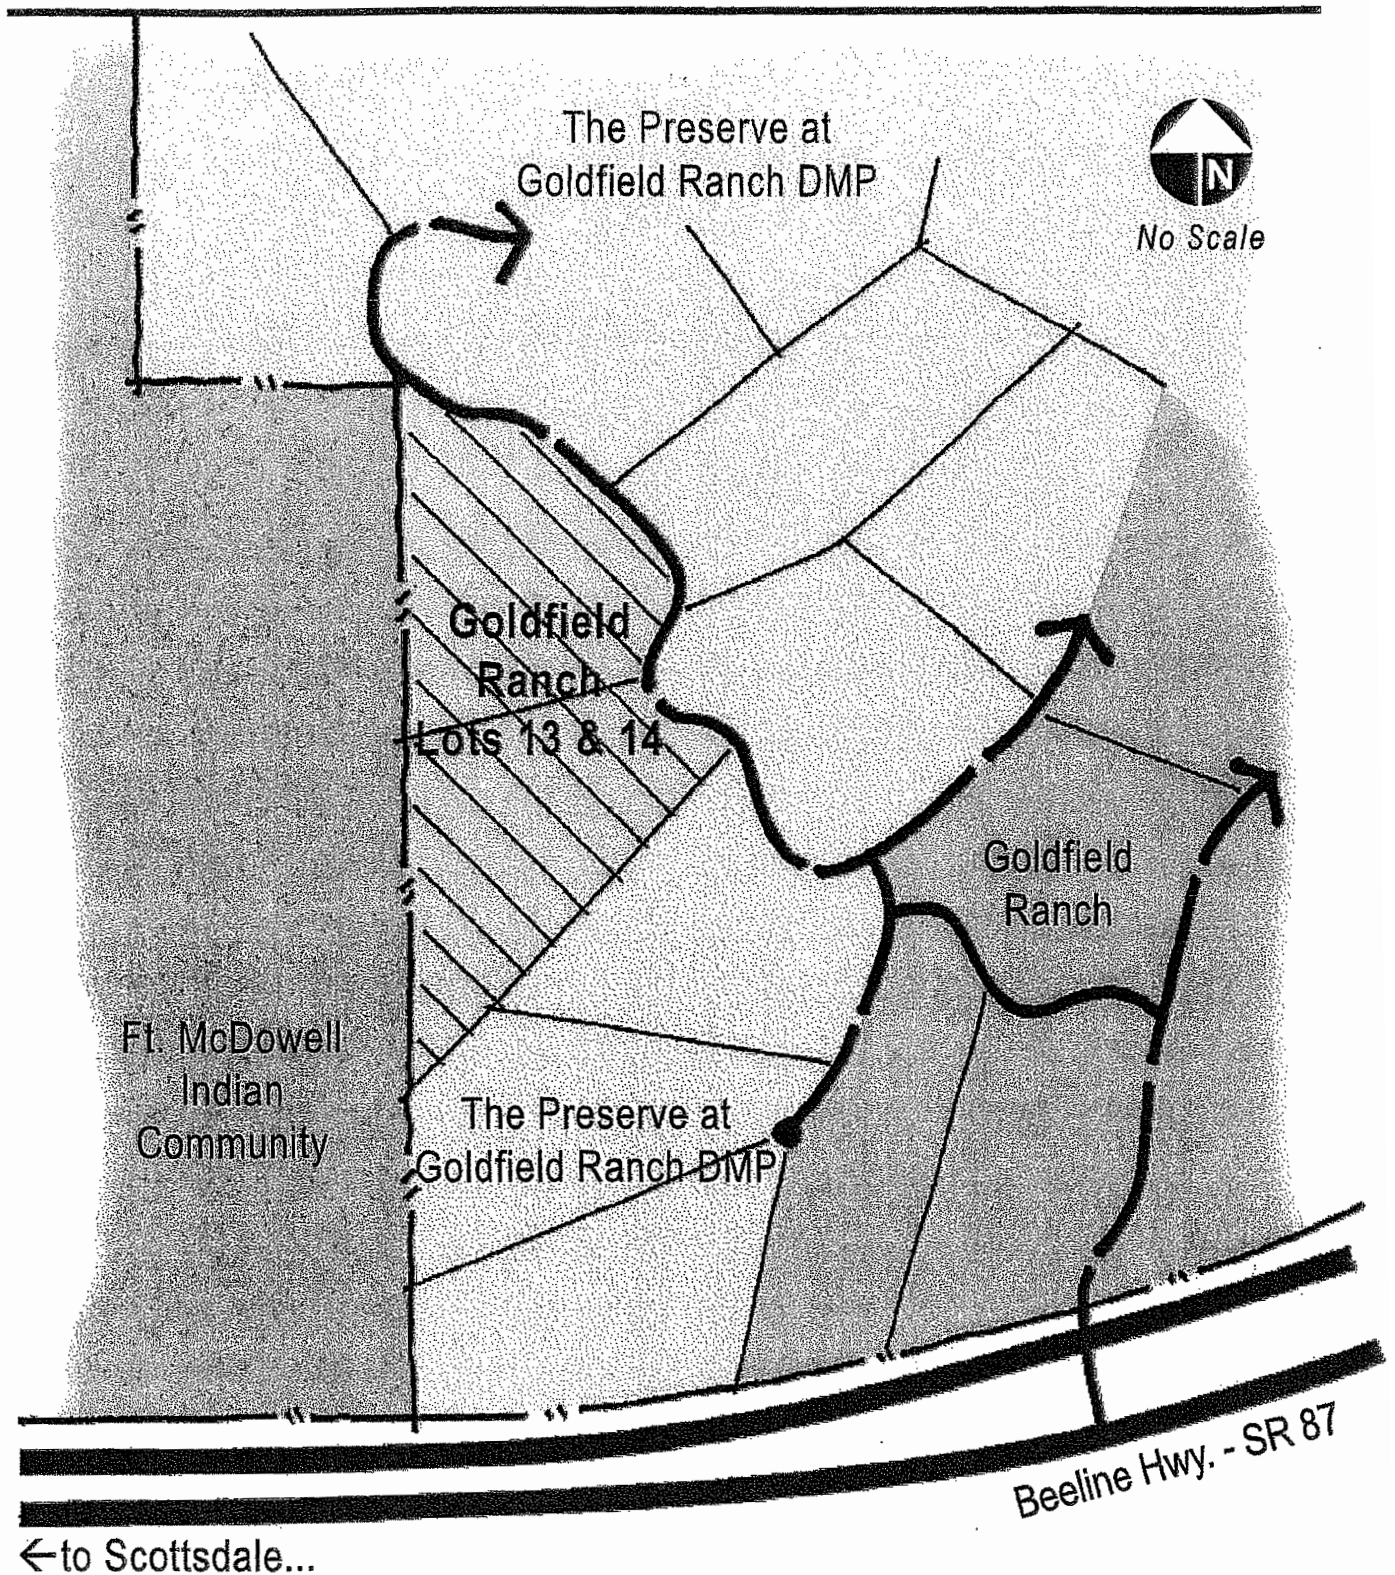 The Preserve at
Goldfield Ranch DMP
N
No Scale
Goldfield
Ranch
Lots 13 & 14
Goldfield
Ranch
Ft. McDowell
Indian
Community
The Preserve at
Goldfield Ranch DMP
Beeline Hwy. - SR 87
←to Scottsdale...